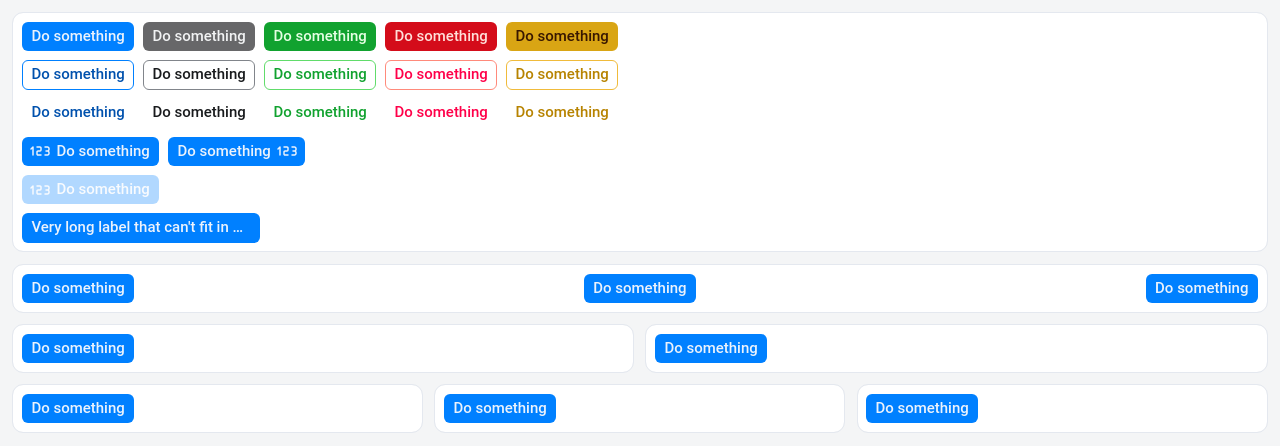 Do something Do something Do something Do something Do something
Do something Do something Do something Do something Do something
Do something Do something Do something Do something Do something
123 Do something Do something 123
123 Do something
Very long label that can't fit in ...
Do something Do something Do something
Do something Do something
Do something Do something Do something